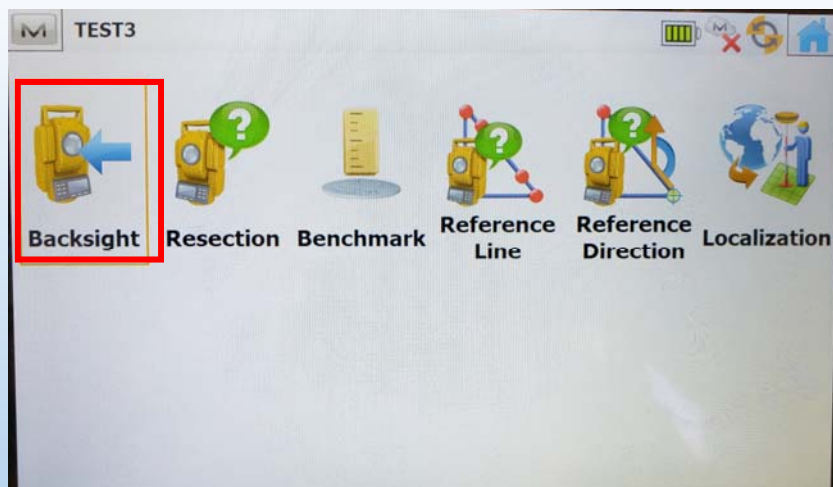 TEST3
Backsight
Resection
Benchmark
Reference
Line
Reference
Direction
Localization